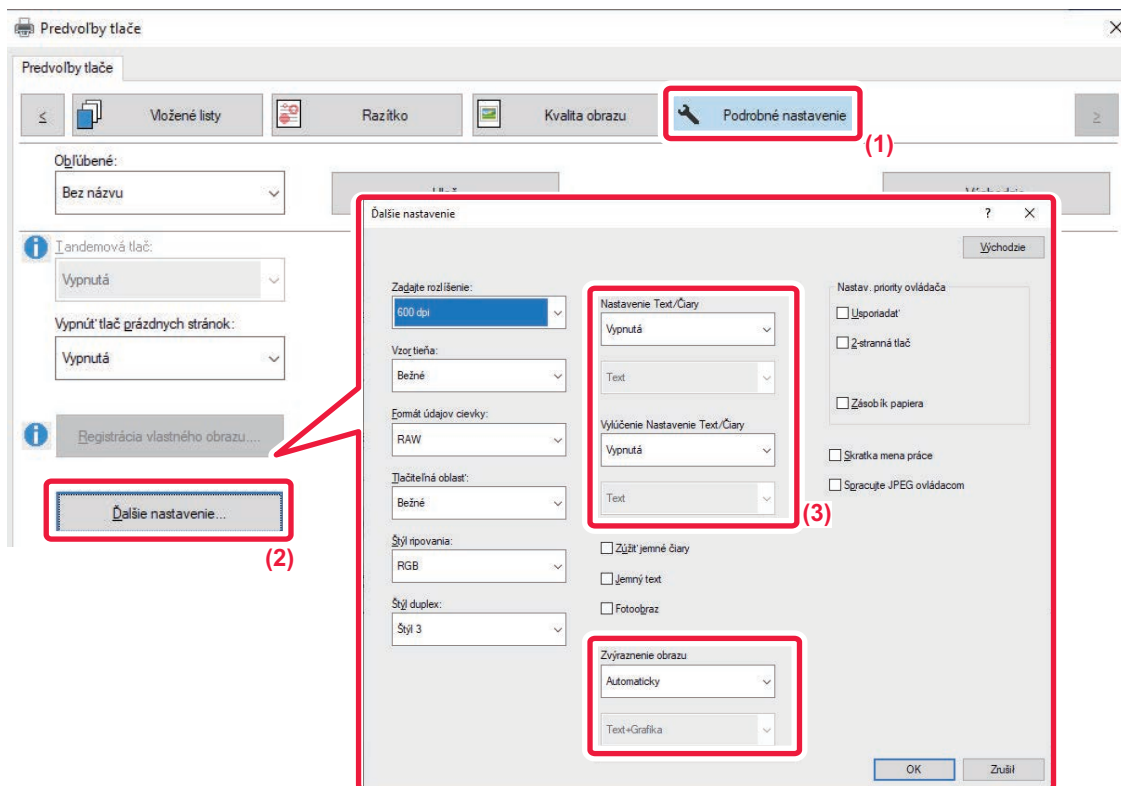 Predvoľby tlače
Predvoľby tlače
<
Vložené listy
Razítko
Kvalita obrazu
Podrobné nastavenie
>
(1)
Obľúbené:
Bez názvu
Tandemová tlač:
Vypnutá
Vypnúť tlač prázdnych stránok:
Vypnutá
Registrácia vlastného obrazu....
Ďalšie nastavenie...
(2)
Ďalšie nastavenie
?
Východzie
Zadajte rozlíšenie:
600 dpi
Vzor tieňa:
Bežné
Formát údajov cievky:
RAW
Tlačiteľná oblasť:
Bežné
Štýl ripovania:
RGB
Štýl duplex:
Štýl 3
Nastavenie Text/Čiary
Vypnutá
Text
Vylúčenie Nastavenie Text/Čiary
Vypnutá
Text
(3)
Zúžiť jemné čiary
Jemný text
Fotoobraz
Zvýraznenie obrazu
Automaticky
Text+Grafika
Nastav. priority ovládača
Usporiadať
2-stranná tlač
Zásobík papiera
Skratka mena práce
Spracujte JPEG ovládacom
OK
Zrušiť